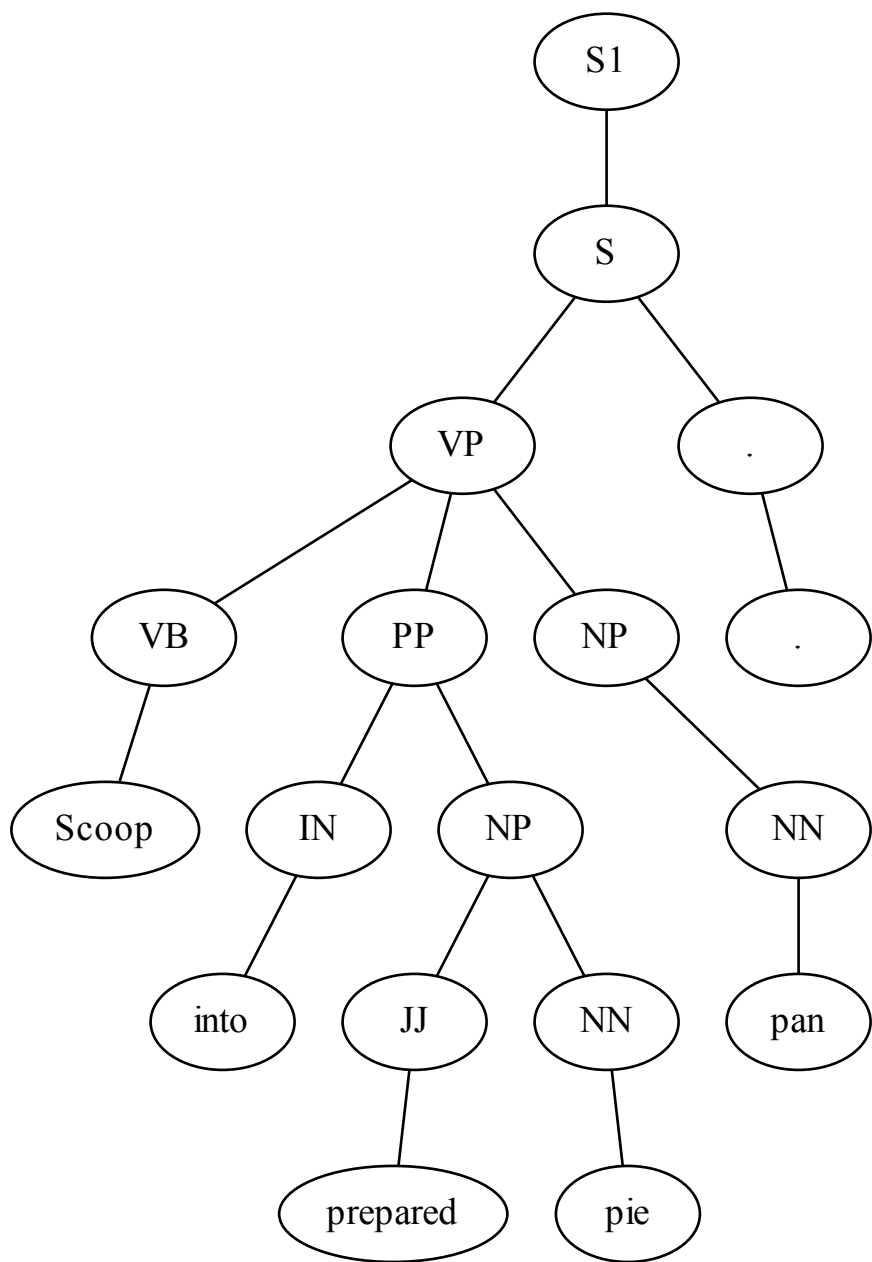 S1
S
VP .
VB PP NP .
Scoop IN NP NN
into JJ NN pan
prepared pie